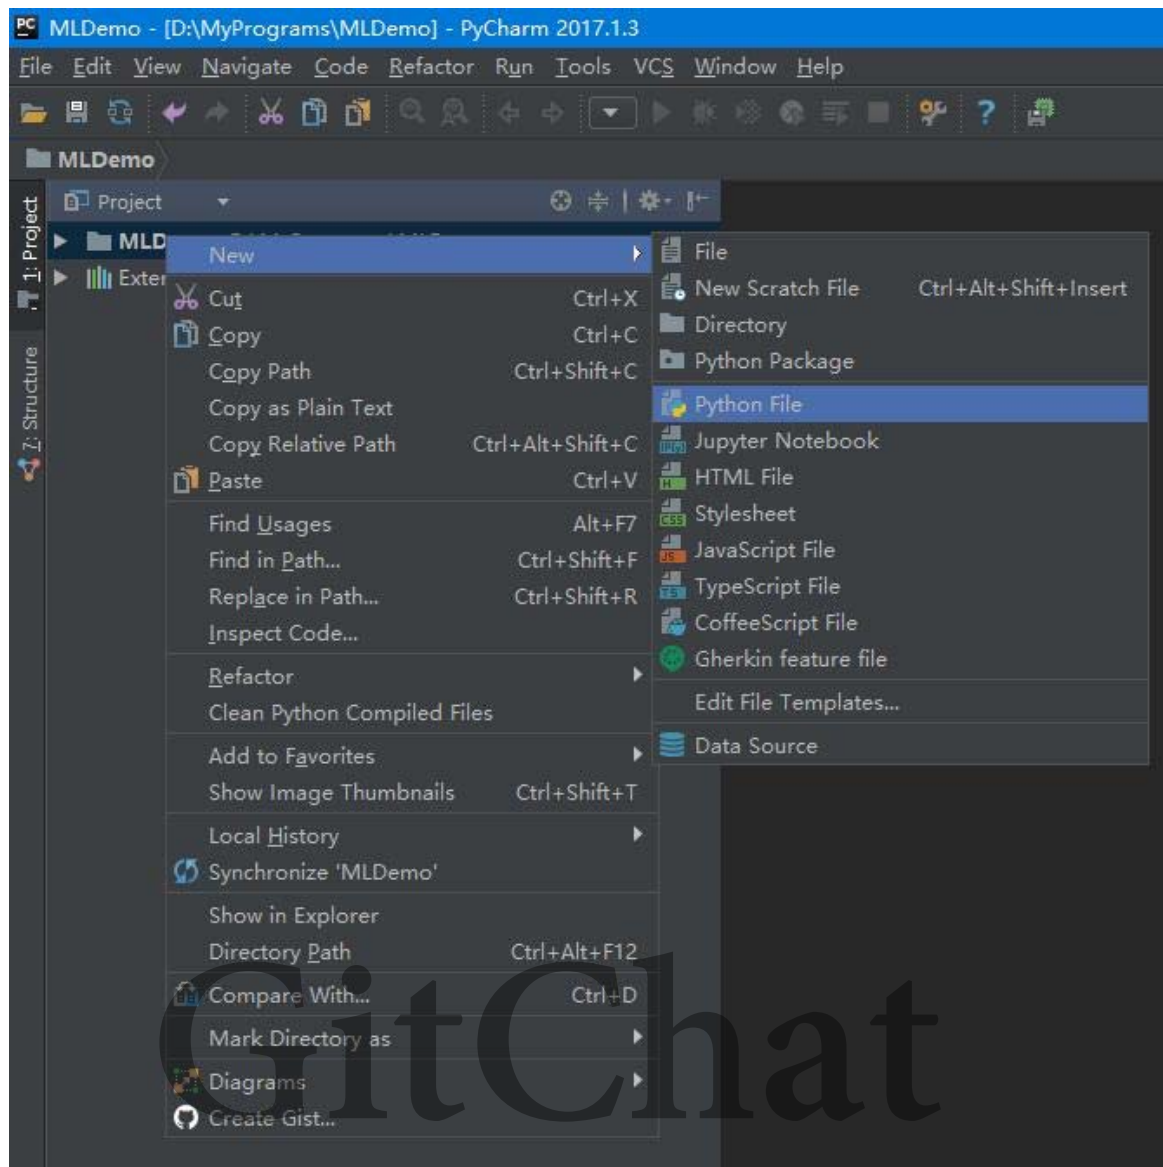 PC MLDemo - [D:\MyPrograms\MLDemo] - PyCharm 2017.1.3
File Edit View Navigate Code Refactor Run Tools VCS Window Help
MLDemo
1: Project
7: Structure
Project
MLD
Exter
New
Cut Ctrl+X
Copy Ctrl+C
Copy Path Ctrl+Shift+C
Copy as Plain Text
Copy Relative Path Ctrl+Alt+Shift+C
Paste Ctrl+V
Find Usages Alt+F7
Find in Path... Ctrl+Shift+F
Replace in Path... Ctrl+Shift+R
Inspect Code...
Refactor
Clean Python Compiled Files
Add to Favorites
Show Image Thumbnails Ctrl+Shift+T
Local History
Synchronize 'MLDemo'
Show in Explorer
Directory Path Ctrl+Alt+F12
Compare With... Ctrl+D
Mark Directory as
Diagrams
Create Gist...
File
New Scratch File Ctrl+Alt+Shift+Insert
Directory
Python Package
Python File
Jupyter Notebook
HTML File
Stylesheet
JavaScript File
TypeScript File
CoffeeScript File
Gherkin feature file
Edit File Templates...
Data Source
GitChat